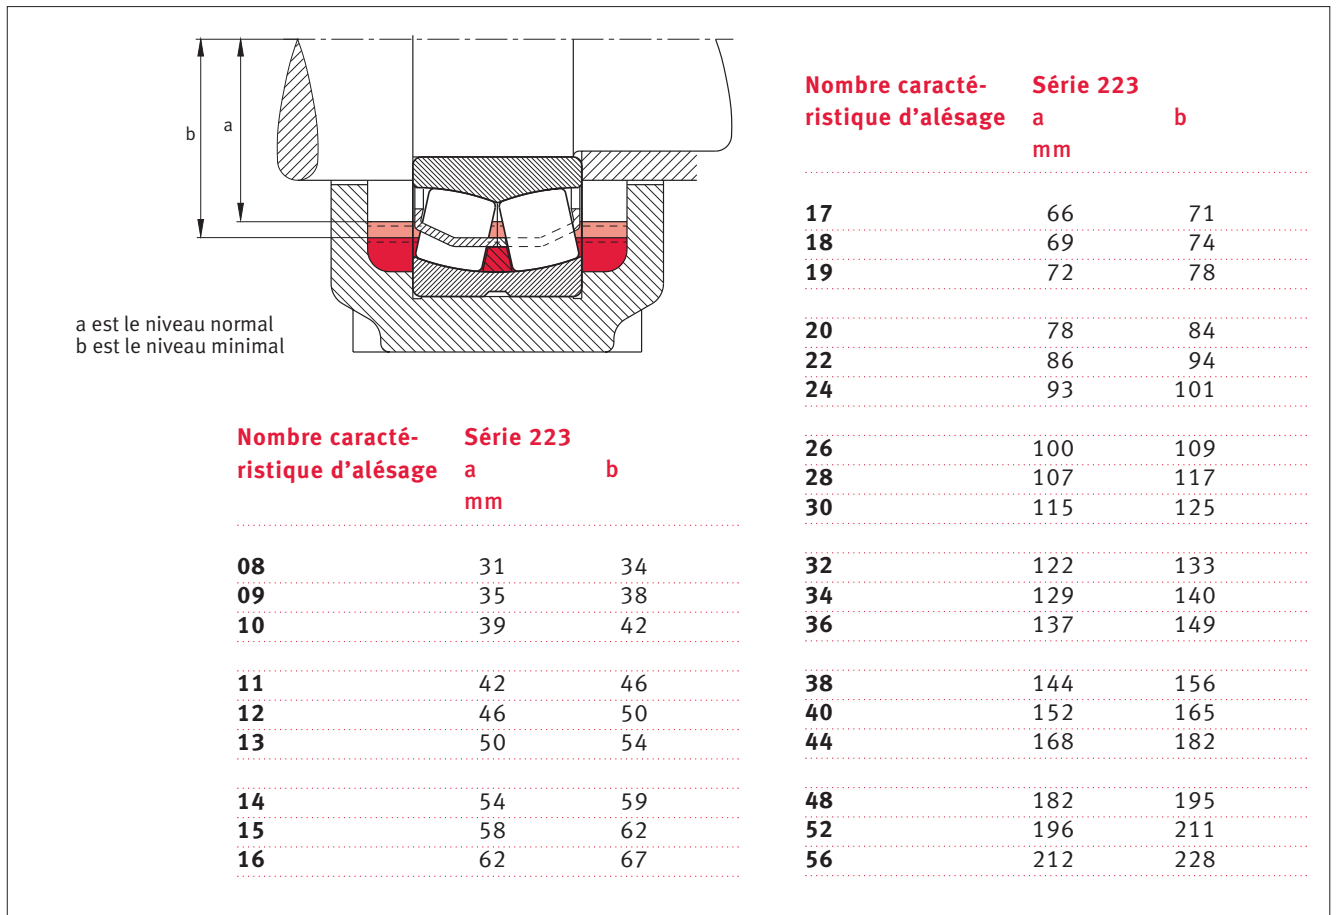 b
a
a est le niveau normal
b est le niveau minimal
Nombre caracté- Série 223
ristique d'alésage a b
mm
08 31 34
09 35 38
10 39 42
11 42 46
12 46 50
13 50 54
14 54 59
15 58 62
16 62 67
Nombre caracté- Série 223
ristique d'alésage a b
mm
17 66 71
18 69 74
19 72 78
20 78 84
22 86 94
24 93 101
26 100 109
28 107 117
30 115 125
32 122 133
34 129 140
36 137 149
38 144 156
40 152 165
44 168 182
48 182 195
52 196 211
56 212 228